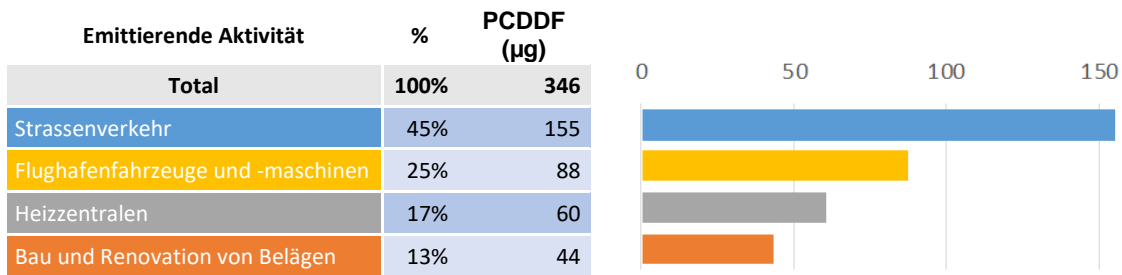 Emittierende Aktivität % PCDDF (µg)
Total 100% 346
Strassenverkehr 45% 155
Flughafenfahrzeuge und -maschinen 25% 88
Heizzentralen 17% 60
Bau und Renovation von Belägen 13% 44
0 50 100 150